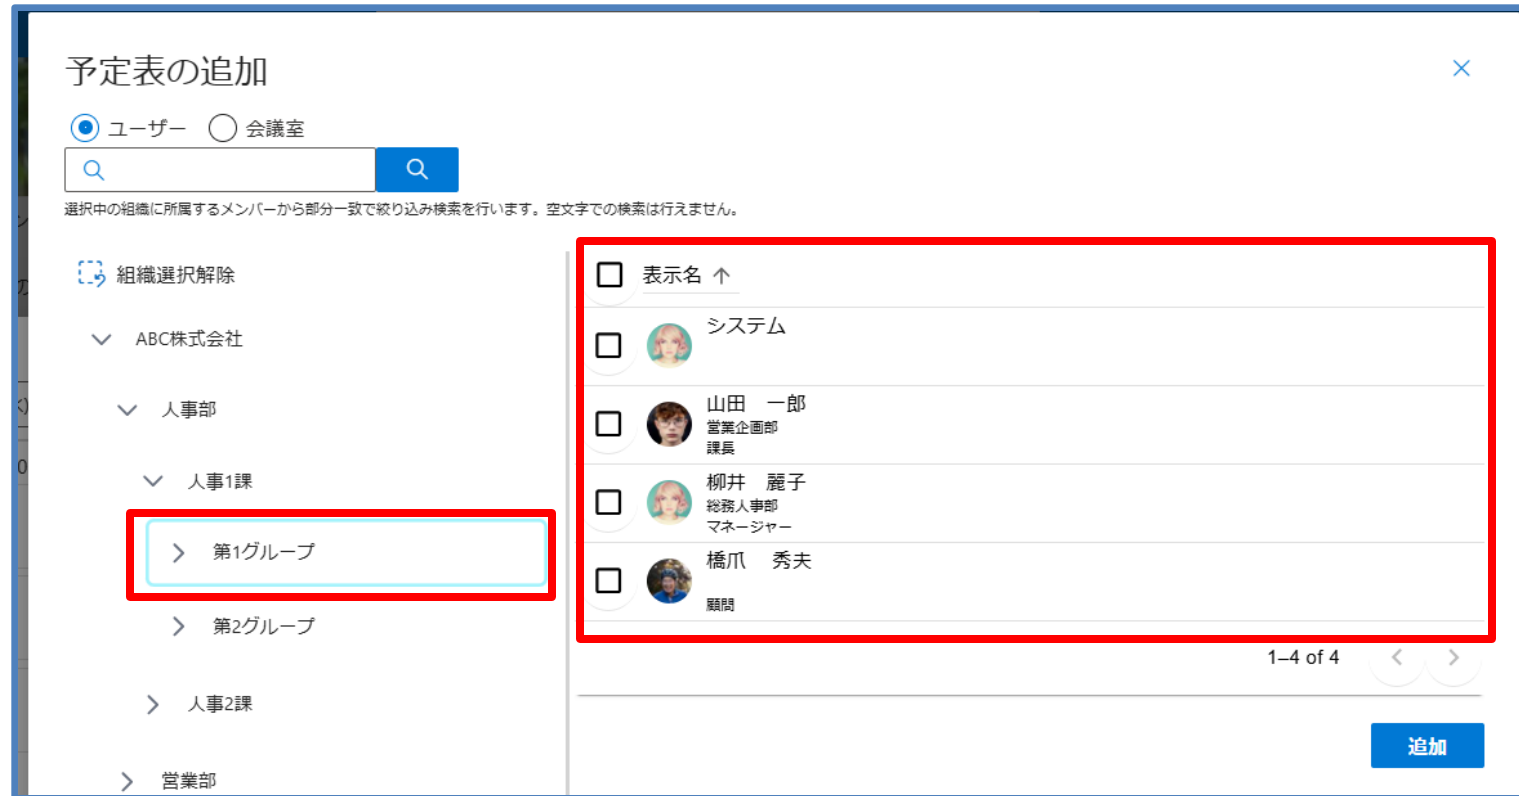 予定表の追加
ユーザー 会議室
選択中の組織に所属するメンバーから部分一致で絞り込み検索を行います。空文字での検索は行えません。
組織選択解除
ABC株式会社
人事部
人事1課
第1グループ
第2グループ
人事2課
営業部
表示名 ↑
システム
山田　一郎
営業企画部
課長
柳井　麗子
総務人事部
マネージャー
橋爪　秀夫
顧問
1–4 of 4
追加